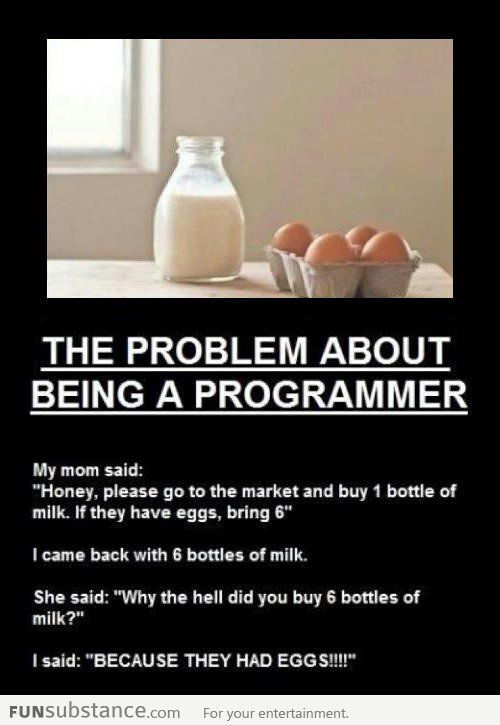 THE PROBLEM ABOUT
BEING A PROGRAMMER
My mom said:
"Honey, please go to the market and buy 1 bottle of
milk. If they have eggs, bring 6"
I came back with 6 bottles of milk.
She said: "Why the hell did you buy 6 bottles of
milk?"
I said: "BECAUSE THEY HAD EGGS!!!!"
FUNsubstance.com For your entertainment.